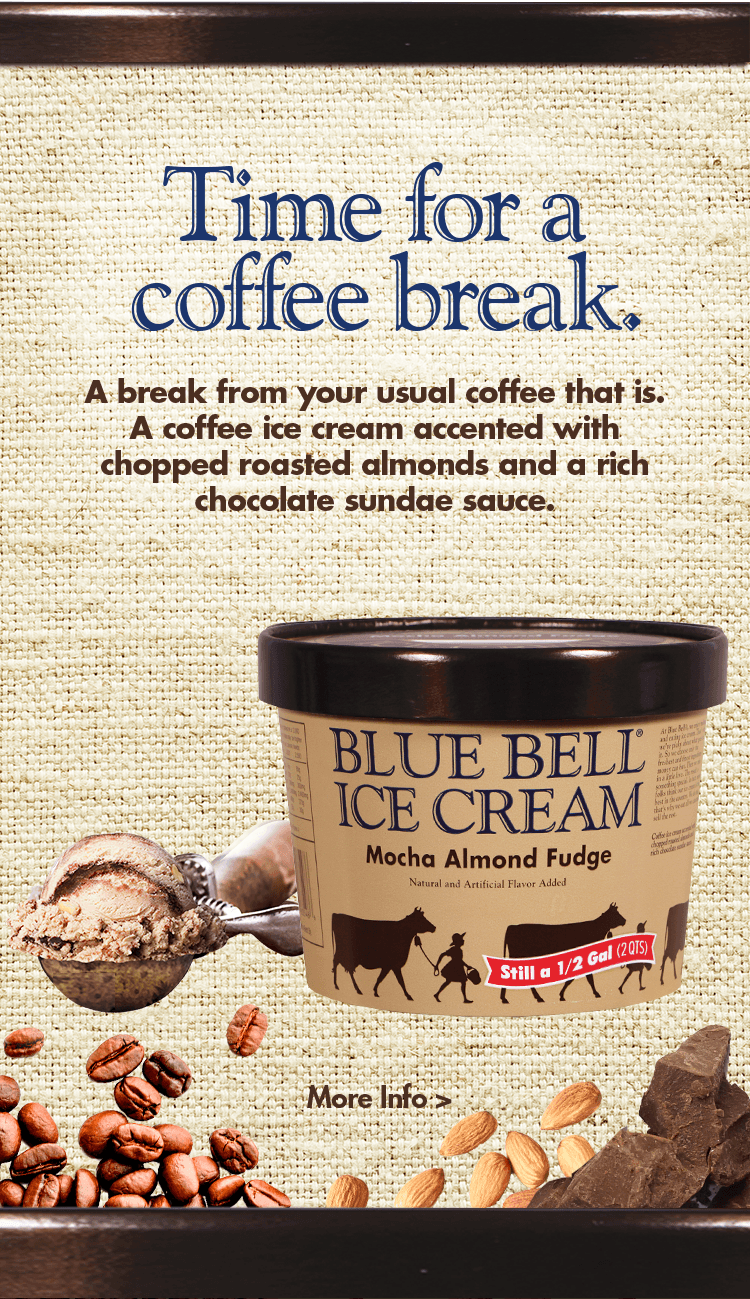 Time for a
coffee break.
A break from your usual coffee that is.
A coffee ice cream accented with
chopped roasted almonds and a rich
chocolate sundae sauce.
BLUE BELL®
ICE CREAM
Mocha Almond Fudge
Natural and Artificial Flavor Added
Still a 1/2 Gal (2 QTS)
More Info >